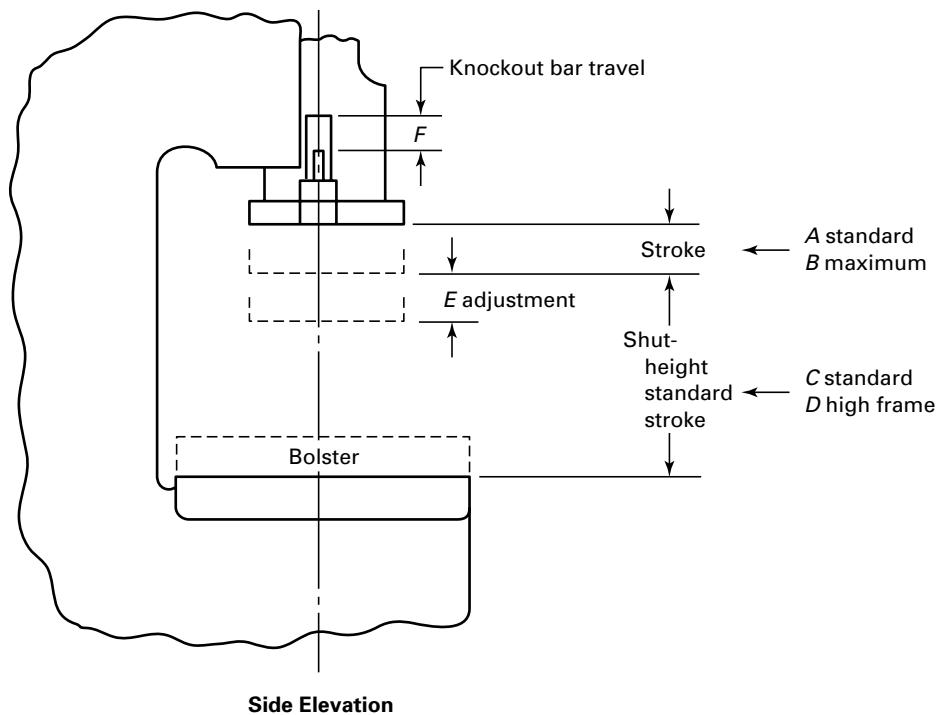 Knockout bar travel
F
Stroke
A standard
B maximum
E adjustment
Shut-
height
standard
stroke
C standard
D high frame
Bolster
Side Elevation